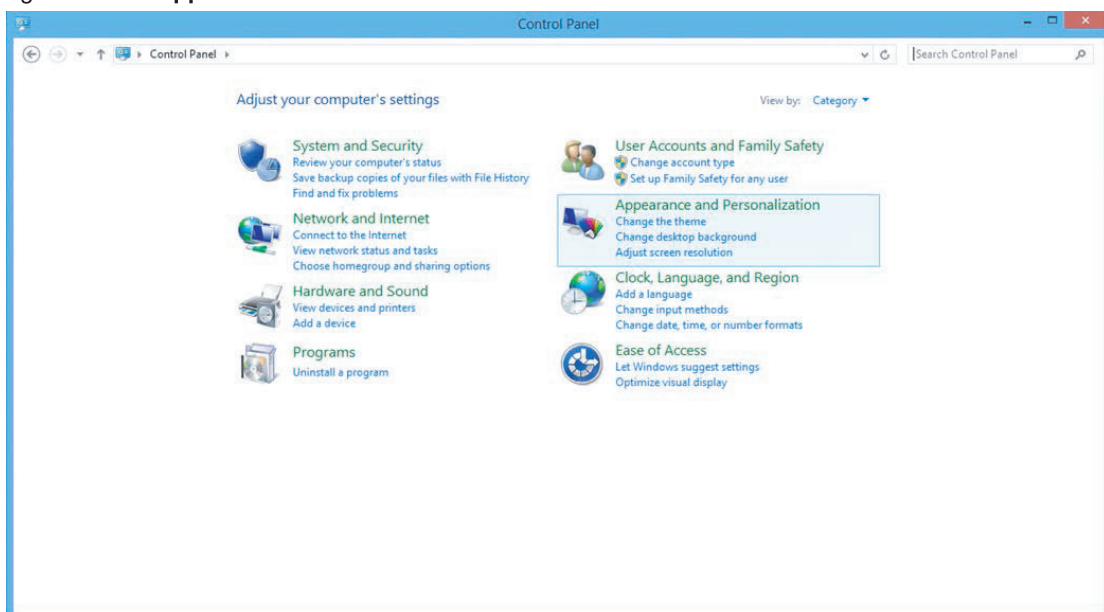 Control Panel
Control Panel
Search Control Panel
Adjust your computer's settings
View by: Category
System and Security
Review your computer's status
Save backup copies of your files with File History
Find and fix problems
Network and Internet
Connect to the Internet
View network status and tasks
Choose homegroup and sharing options
Hardware and Sound
View devices and printers
Add a device
Programs
Uninstall a program
User Accounts and Family Safety
Change account type
Set up Family Safety for any user
Appearance and Personalization
Change the theme
Change desktop background
Adjust screen resolution
Clock, Language, and Region
Add a language
Change input methods
Change date, time, or number formats
Ease of Access
Let Windows suggest settings
Optimize visual display